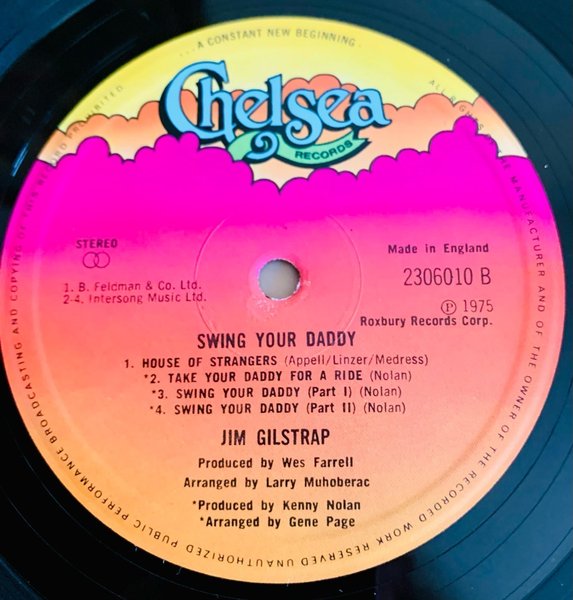 ...A CONSTANT NEW BEGINNING.
Chelsea
RECORDS
STEREO
Made in England
2306010 B
1. B. Feldman & Co. Ltd.
2-4. Intersong Music Ltd.
Ⓟ 1975
Roxbury Records Corp.
SWING YOUR DADDY
1. HOUSE OF STRANGERS (Appell/Linzer/Medress)
*2. TAKE YOUR DADDY FOR A RIDE (Nolan)
*3. SWING YOUR DADDY (Part I) (Nolan)
*4. SWING YOUR DADDY (Part II) (Nolan)
JIM GILSTRAP
Produced by Wes Farrell
Arranged by Larry Muhoberac
*Produced by Kenny Nolan
*Arranged by Gene Page
ALL RIGHTS OF THE MANUFACTURER AND OF THE OWNER OF THE RECORDED WORK RESERVED UNAUTHORIZED PUBLIC PERFORMANCE BROADCASTING AND COPYING OF THIS RECORD PROHIBITED